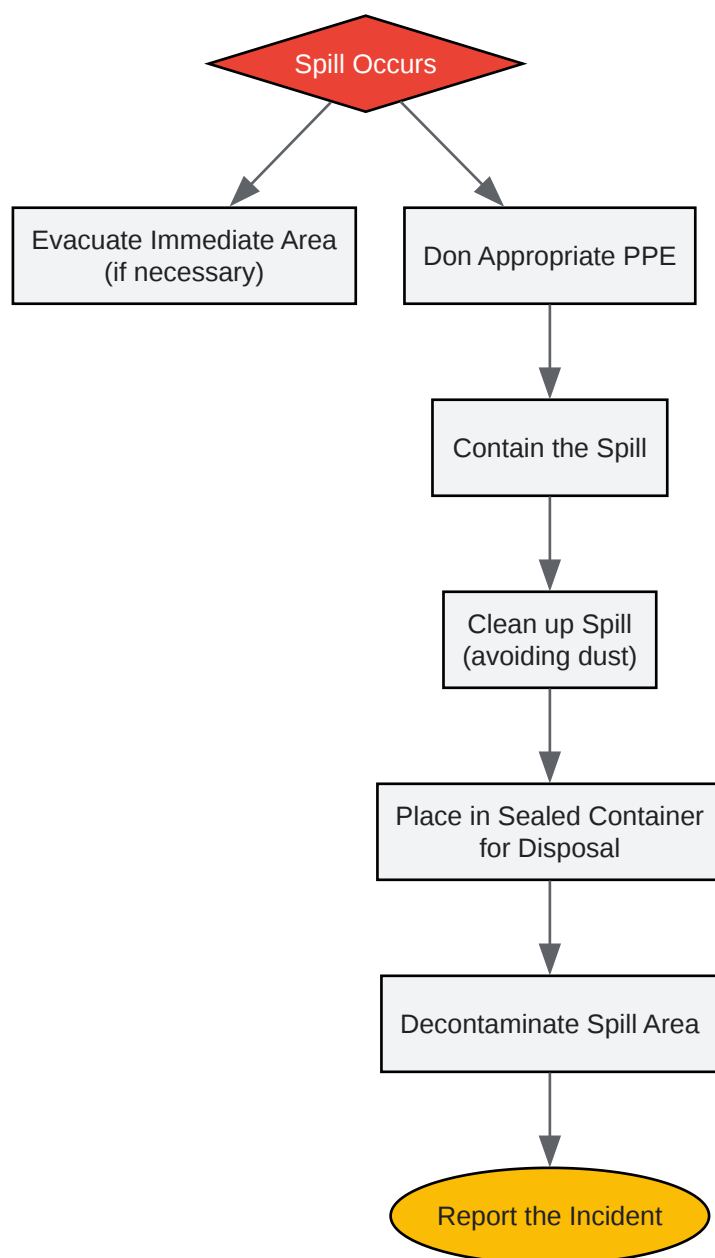 Spill Occurs
Evacuate Immediate Area
(if necessary)
Don Appropriate PPE
Contain the Spill
Clean up Spill
(avoiding dust)
Place in Sealed Container
for Disposal
Decontaminate Spill Area
Report the Incident